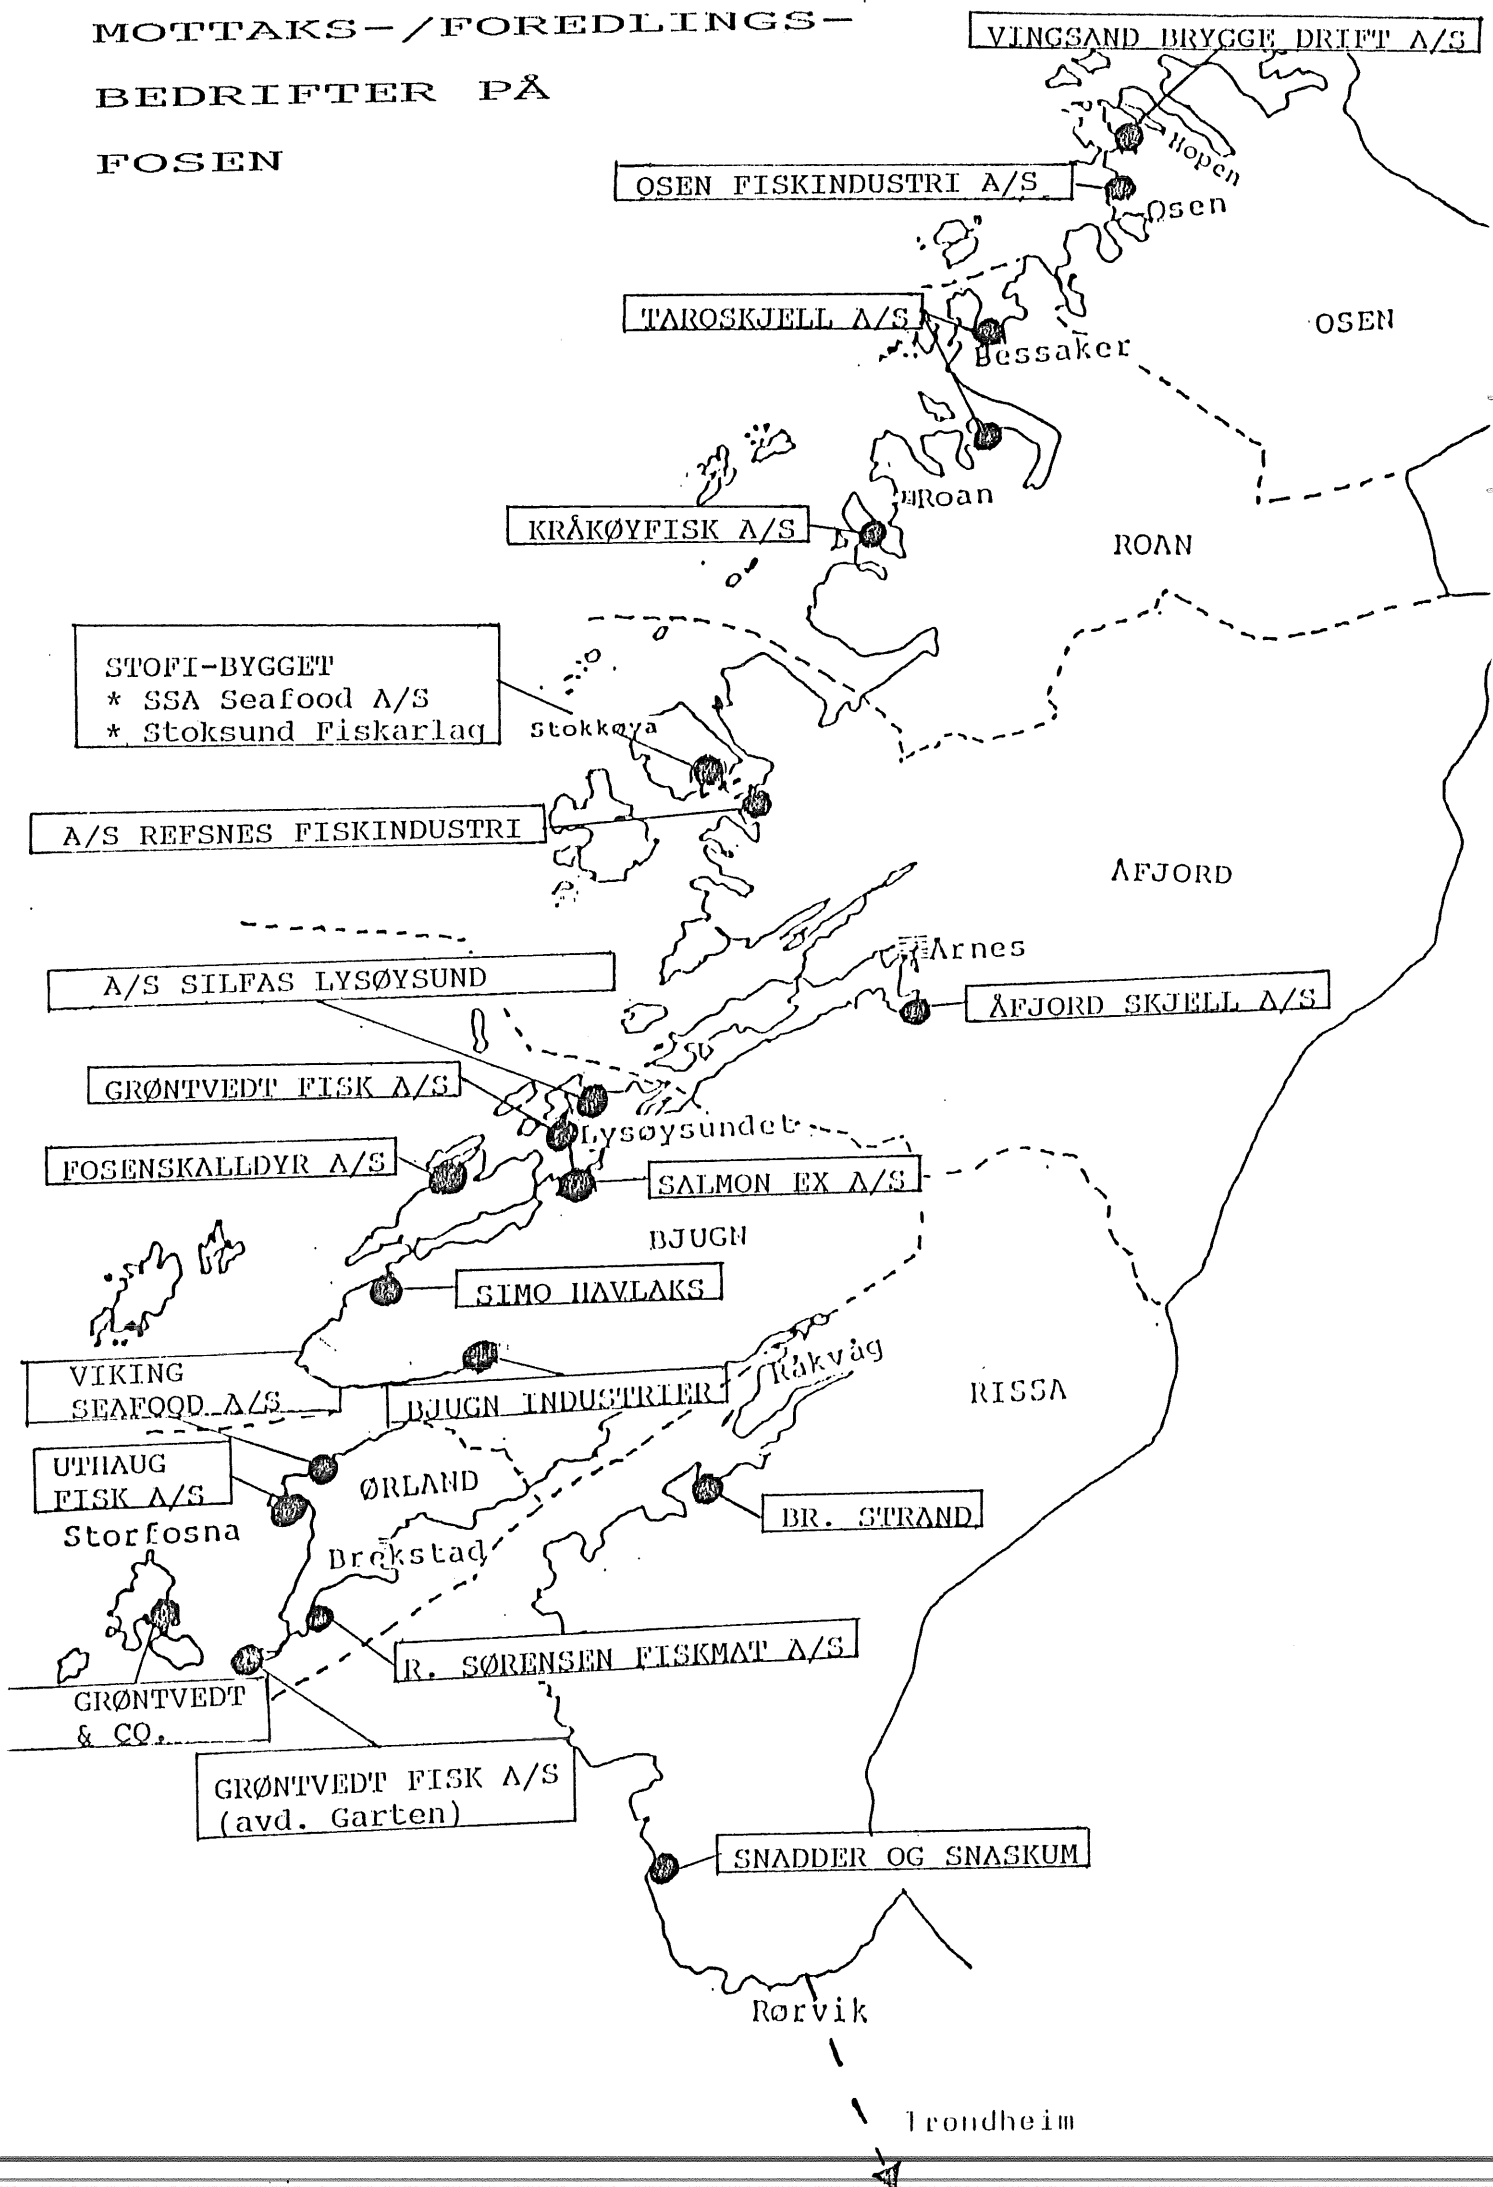 MOTTAKS-/FOREDLINGS-
BEDRIFTER PÅ
FOSEN
VINGSAND BRYGGE DRIFT A/S
Hopen
OSEN FISKINDUSTRI A/S
Osen
TAROSKJELL A/S
OSEN
Bessaker
Roan
KRÅKØYFISK A/S
ROAN
STOFI-BYGGET
* SSA Seafood A/S
* Stoksund Fiskarlag
Stokkøya
A/S REFSNES FISKINDUSTRI
ÅFJORD
Årnes
A/S SILFAS LYSØYSUND
ÅFJORD SKJELL A/S
GRØNTVEDT FISK A/S
Lysøysundet
FOSENSKALLDYR A/S
SALMON EX A/S
BJUGN
SIMO HAVLAKS
Råkvåg
VIKING
SEAFOOD A/S
BJUGN INDUSTRIER
RISSA
UTHAUG
FISK A/S
ØRLAND
BR. STRAND
Storfosna
Brekstad
R. SØRENSEN FISKMAT A/S
GRØNTVEDT
& CO.
GRØNTVEDT FISK A/S
(avd. Garten)
SNADDER OG SNASKUM
Rørvik
Trondheim